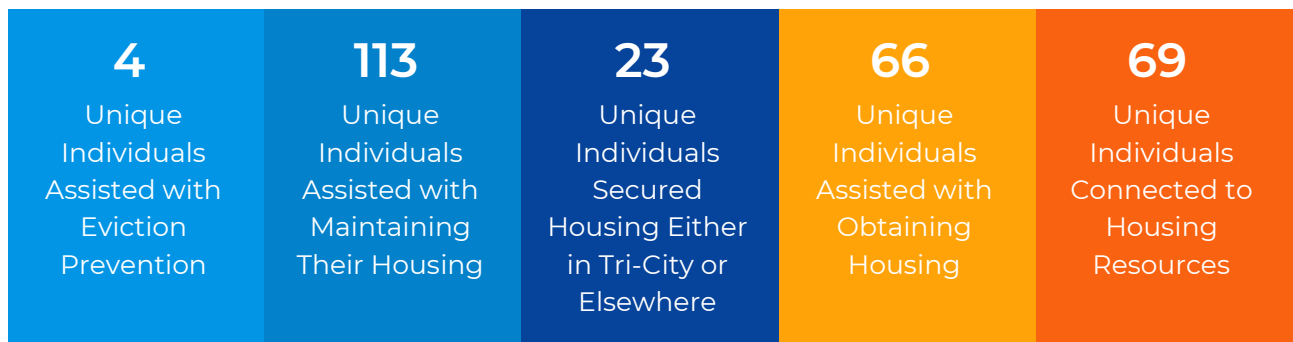 4
Unique
Individuals
Assisted with
Eviction
Prevention
113
Unique
Individuals
Assisted with
Maintaining
Their Housing
23
Unique
Individuals
Secured
Housing Either
in Tri-City or
Elsewhere
66
Unique
Individuals
Assisted with
Obtaining
Housing
69
Unique
Individuals
Connected to
Housing
Resources